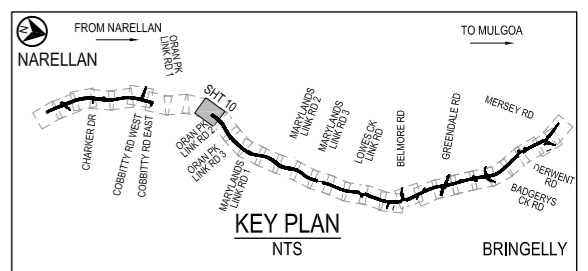 FROM NARELLAN
TO MULGOA
NARELLAN
ORAN PK
LINK RD 1
SHT 10
CHARKER DR
COBBITTY RD WEST
COBBITTY RD EAST
ORAN PK
LINK RD 2
ORAN PK
LINK RD 3
MARYLANDS
LINK RD 1
MARYLANDS
LINK RD 2
MARYLANDS
LINK RD 3
LOWES CK
LINK RD
BELMORE RD
GREENDALE RD
MERSEY RD
DERWENT
RD
BADGERYS
CK RD
KEY PLAN
NTS
BRINGELLY